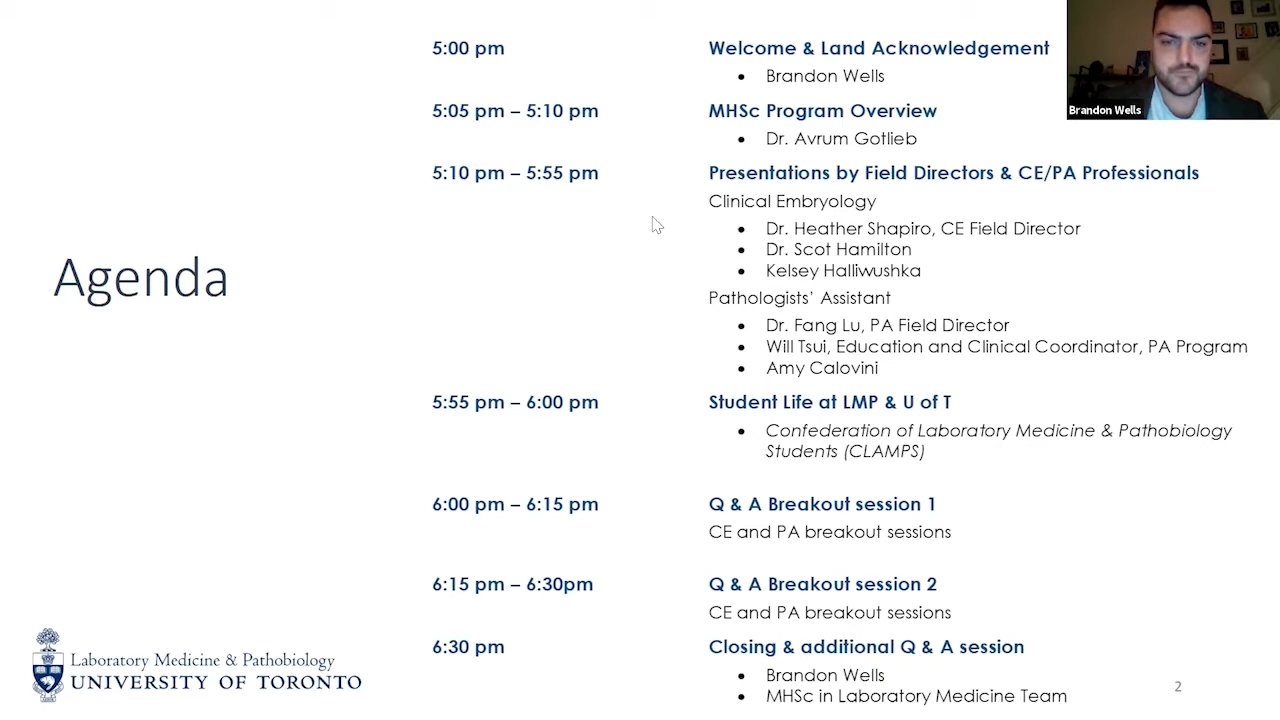 5:00 pm
Welcome & Land Acknowledgement
• Brandon Wells
Brandon Wells
5:05 pm – 5:10 pm
MHSc Program Overview
• Dr. Avrum Gotlieb
5:10 pm – 5:55 pm
Presentations by Field Directors & CE/PA Professionals
Clinical Embryology
• Dr. Heather Shapiro, CE Field Director
• Dr. Scot Hamilton
• Kelsey Halliwushka
Agenda
Pathologists’ Assistant
• Dr. Fang Lu, PA Field Director
• Will Tsui, Education and Clinical Coordinator, PA Program
• Amy Calovini
5:55 pm – 6:00 pm
Student Life at LMP & U of T
• Confederation of Laboratory Medicine & Pathobiology
Students (CLAMPS)
6:00 pm – 6:15 pm
Q & A Breakout session 1
CE and PA breakout sessions
6:15 pm – 6:30pm
Q & A Breakout session 2
CE and PA breakout sessions
6:30 pm
Closing & additional Q & A session
• Brandon Wells
• MHSc in Laboratory Medicine Team
Laboratory Medicine & Pathobiology
UNIVERSITY OF TORONTO
2